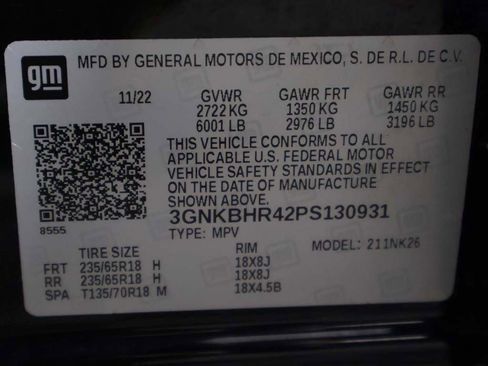 gm
MFD BY GENERAL MOTORS DE MEXICO, S. DE R.L. DE C.V.
11/22 GVWR GAWR FRT GAWR RR
2722 KG 1350 KG 1450 KG
6001 LB 2976 LB 3196 LB
THIS VEHICLE CONFORMS TO ALL
APPLICABLE U.S. FEDERAL MOTOR
VEHICLE SAFETY STANDARDS IN EFFECT
ON THE DATE OF MANUFACTURE
SHOWN ABOVE.
3GNKBHR42PS130931
8555
TYPE: MPV MODEL: 211NK26
TIRE SIZE RIM
FRT 235/65R18 H 18X8J
RR 235/65R18 H 18X8J
SPA T135/70R18 M 18X4.5B